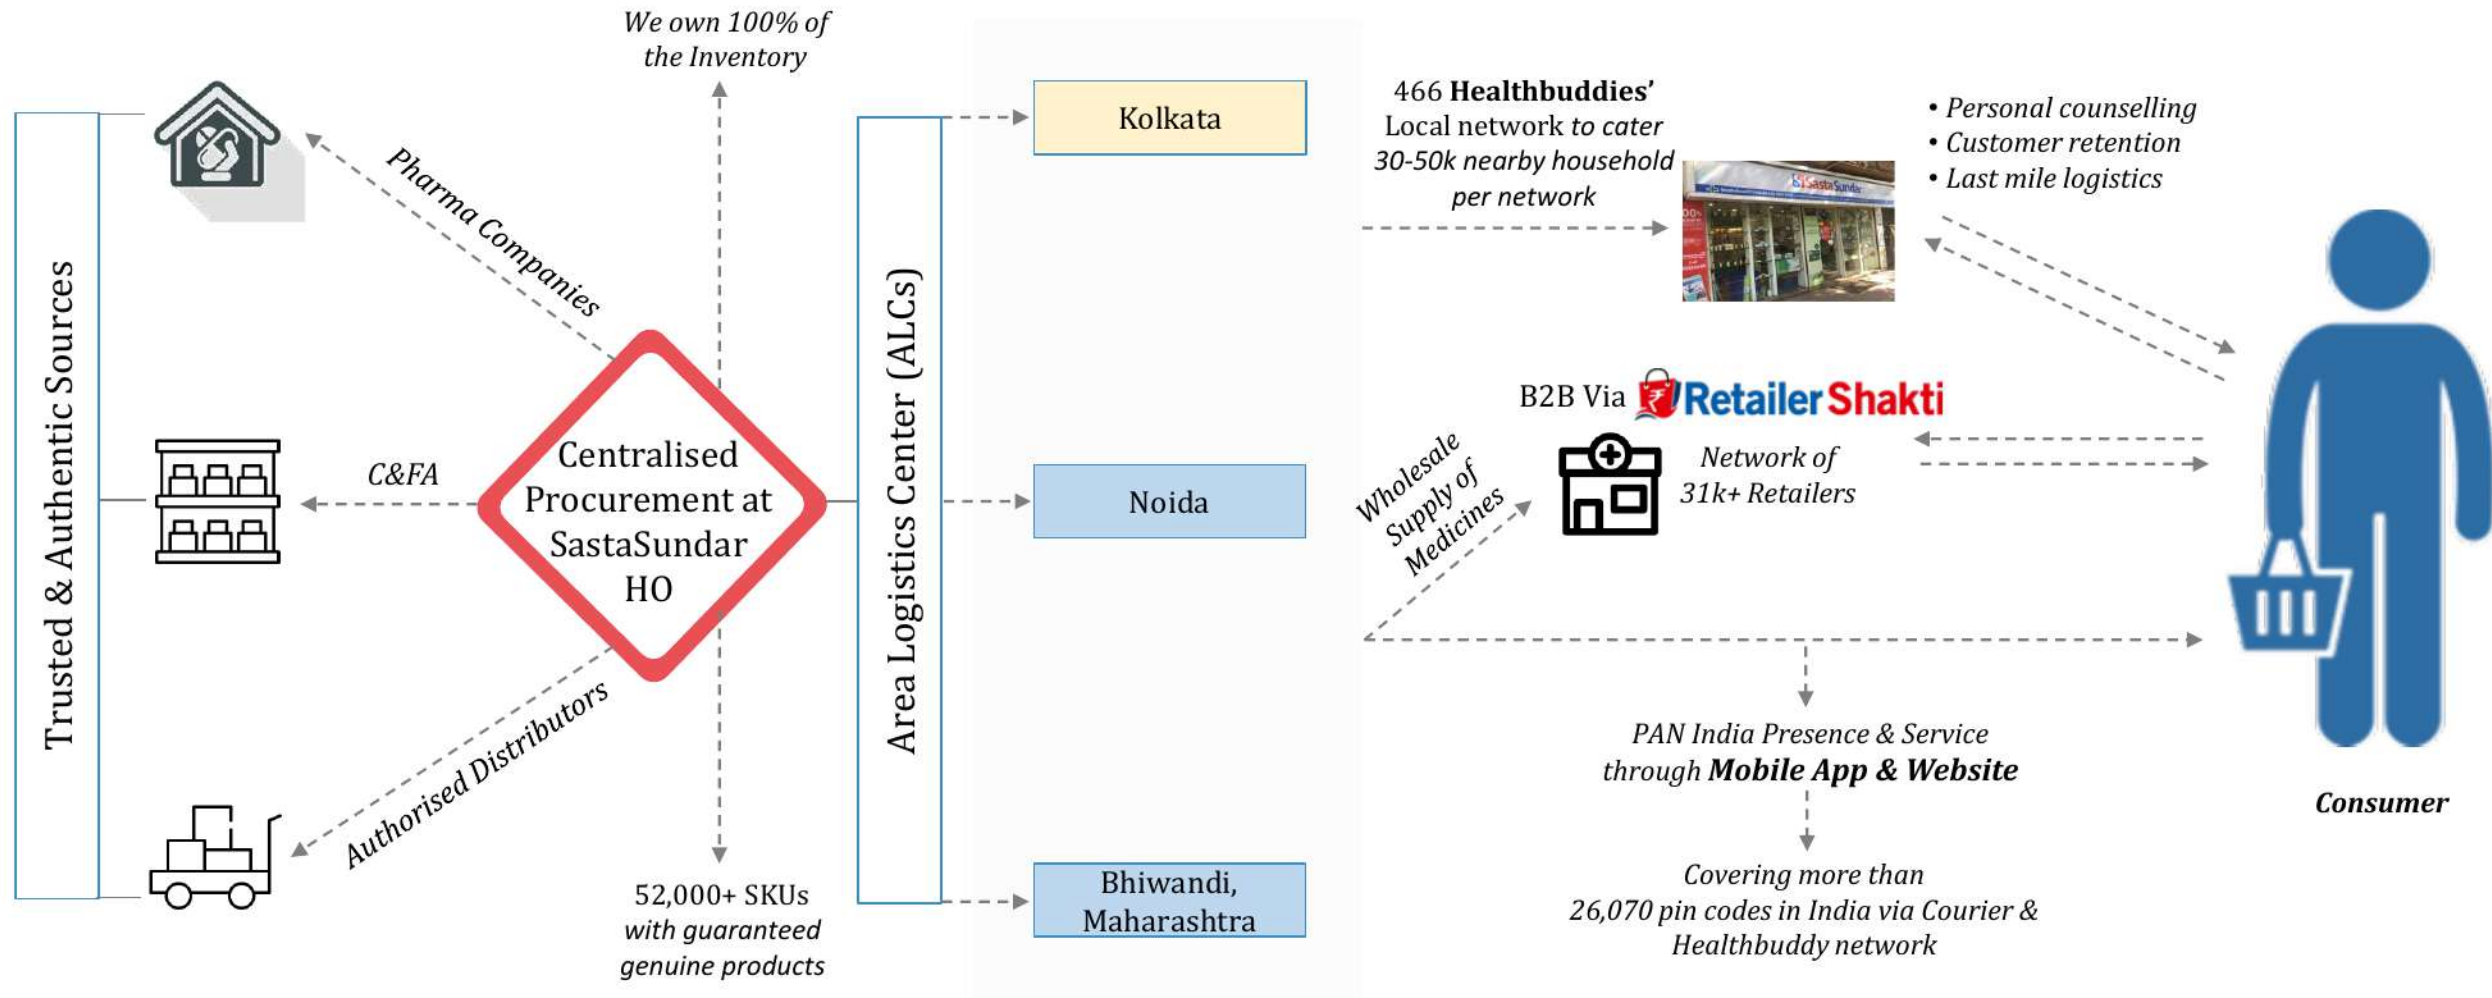 Trusted & Authentic Sources
Pharma Companies
C&FA
Authorised Distributors
We own 100% of
the Inventory
Centralised
Procurement at
SastaSundar
HO
52,000+ SKUs
with guaranteed
genuine products
Area Logistics Center (ALCs)
Kolkata
Noida
Bhiwandi,
Maharashtra
466 Healthbuddies'
Local network to cater
30-50k nearby household
per network
SastaSundar
• Personal counselling
• Customer retention
• Last mile logistics
B2B Via RetailerShakti
Network of
31k+ Retailers
Wholesale
Supply of
Medicines
PAN India Presence & Service
through Mobile App & Website
Covering more than
26,070 pin codes in India via Courier &
Healthbuddy network
Consumer